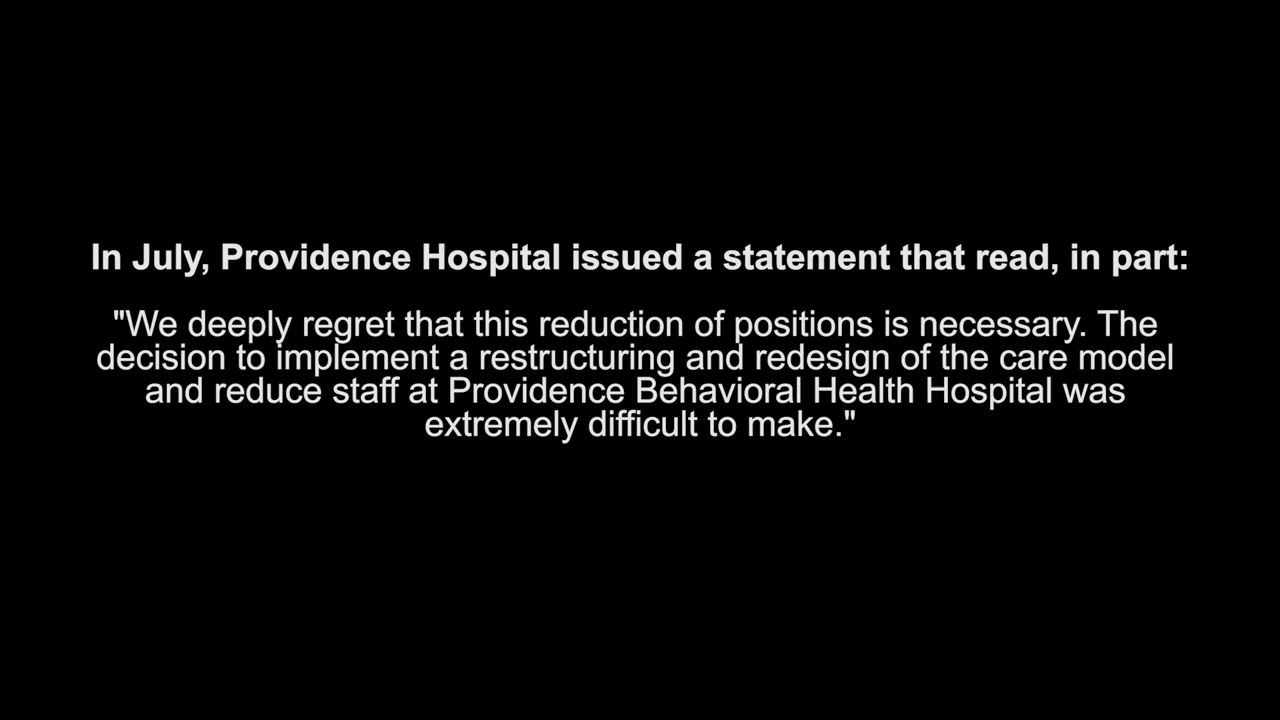 In July, Providence Hospital issued a statement that read, in part:
"We deeply regret that this reduction of positions is necessary. The
decision to implement a restructuring and redesign of the care model
and reduce staff at Providence Behavioral Health Hospital was
extremely difficult to make."